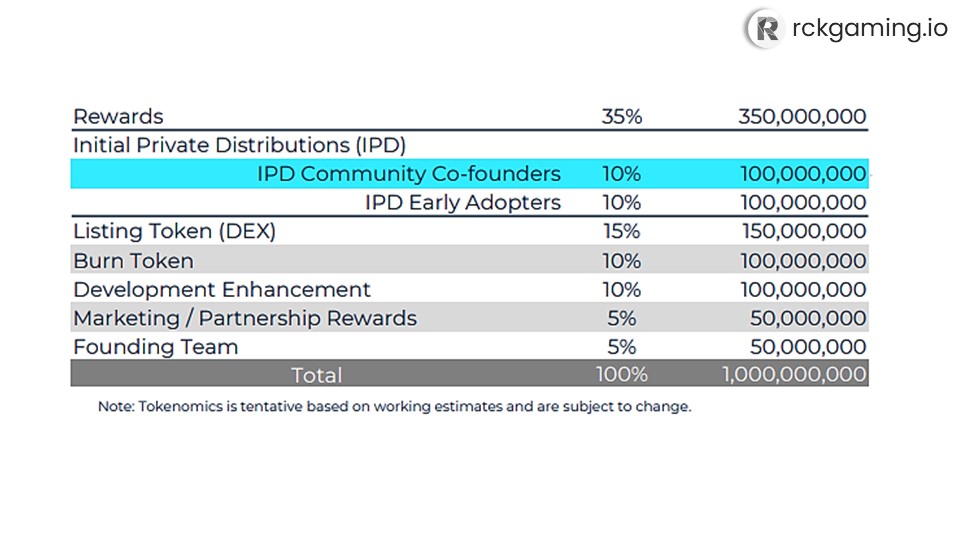 rckgaming.io
Rewards 35% 350,000,000
Initial Private Distributions (IPD)
IPD Community Co-founders 10% 100,000,000
IPD Early Adopters 10% 100,000,000
Listing Token (DEX) 15% 150,000,000
Burn Token 10% 100,000,000
Development Enhancement 10% 100,000,000
Marketing / Partnership Rewards 5% 50,000,000
Founding Team 5% 50,000,000
Total 100% 1,000,000,000
Note: Tokenomics is tentative based on working estimates and are subject to change.